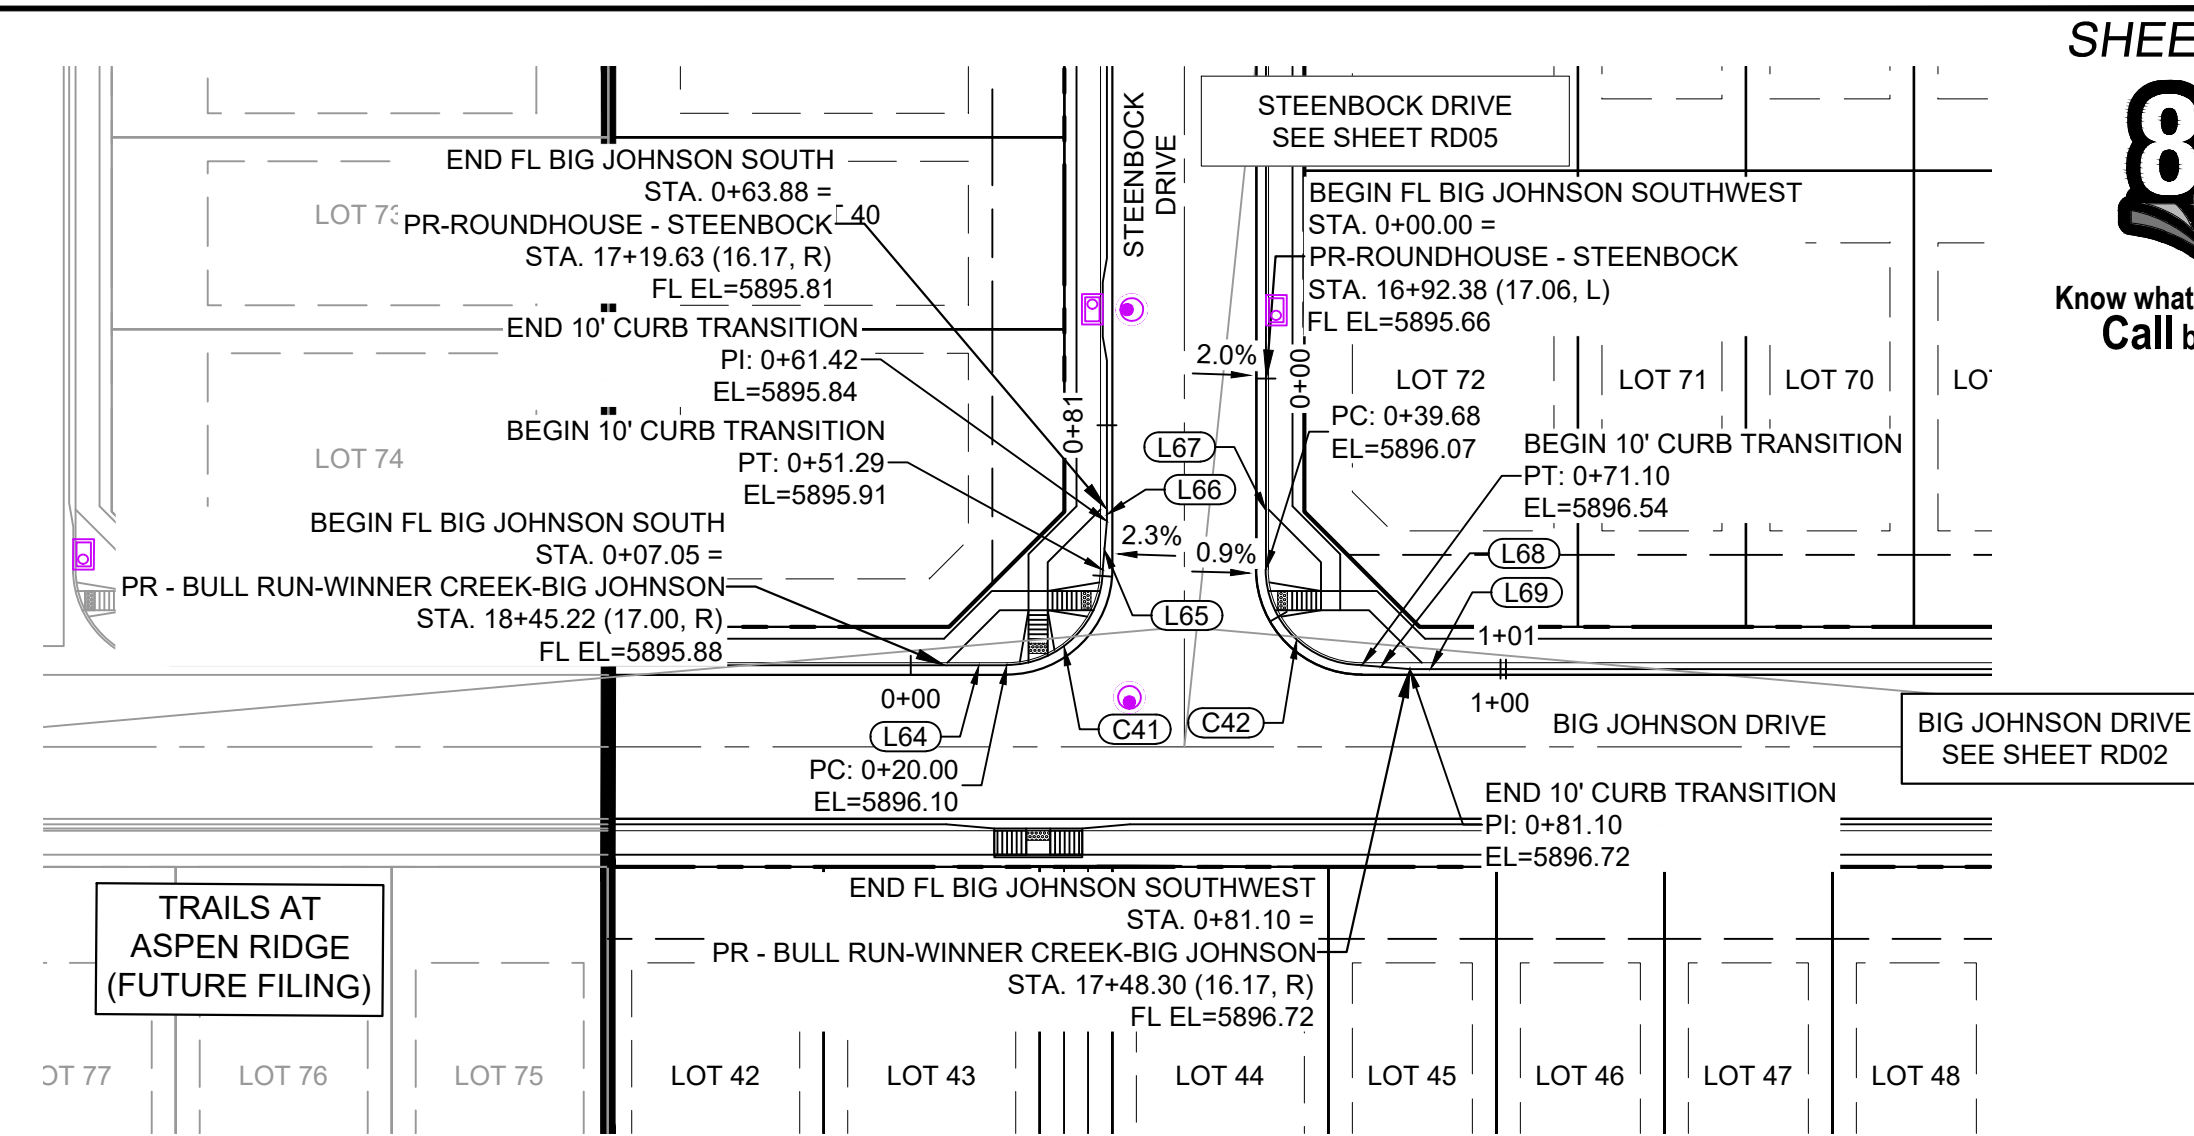 SHEE
8
Know what
Call b
STEENBOCK
DRIVE
STEENBOCK DRIVE
SEE SHEET RD05
END FL BIG JOHNSON SOUTH
STA. 0+63.88 =
PR-ROUNDHOUSE - STEENBOCK
STA. 17+19.63 (16.17, R)
FL EL=5895.81
LOT 73
40
END 10' CURB TRANSITION
PI: 0+61.42
EL=5895.84
BEGIN 10' CURB TRANSITION
PT: 0+51.29
EL=5895.91
LOT 74
BEGIN FL BIG JOHNSON SOUTH
STA. 0+07.05 =
PR - BULL RUN-WINNER CREEK-BIG JOHNSON
STA. 18+45.22 (17.00, R)
FL EL=5895.88
BEGIN FL BIG JOHNSON SOUTHWEST
STA. 0+00.00 =
PR-ROUNDHOUSE - STEENBOCK
STA. 16+92.38 (17.06, L)
FL EL=5895.66
2.0%
0+00
0+81
LOT 72
LOT 71
LOT 70
LO
PC: 0+39.68
EL=5896.07
BEGIN 10' CURB TRANSITION
PT: 0+71.10
EL=5896.54
L67
L66
2.3%
0.9%
L68
L69
L65
1+01
0+00
1+00
L64
C41
C42
PC: 0+20.00
EL=5896.10
BIG JOHNSON DRIVE
BIG JOHNSON DRIVE
SEE SHEET RD02
END 10' CURB TRANSITION
PI: 0+81.10
EL=5896.72
END FL BIG JOHNSON SOUTHWEST
STA. 0+81.10 =
PR - BULL RUN-WINNER CREEK-BIG JOHNSON
STA. 17+48.30 (16.17, R)
FL EL=5896.72
TRAILS AT
ASPEN RIDGE
(FUTURE FILING)
OT 77
LOT 76
LOT 75
LOT 42
LOT 43
LOT 44
LOT 45
LOT 46
LOT 47
LOT 48